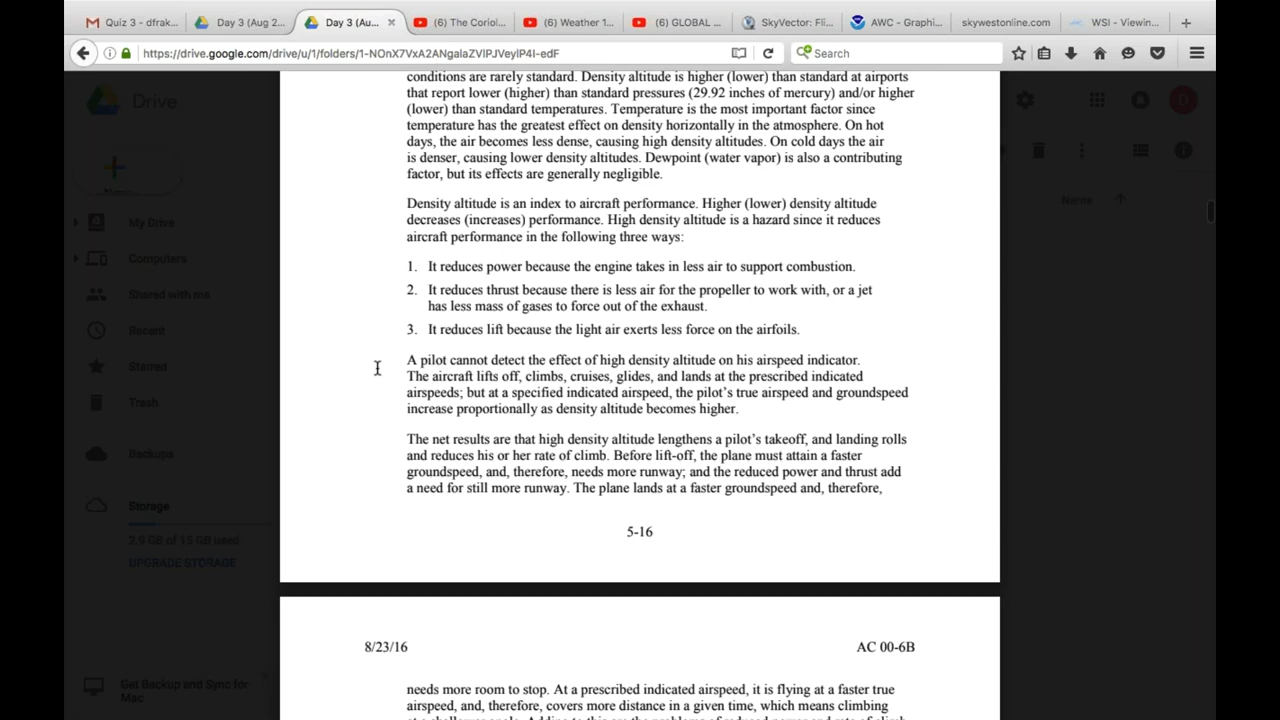 Quiz 3 - dfrak...
Day 3 (Aug 2...
Day 3 (Au...
(6) The Coriol...
(6) Weather 1...
(6) GLOBAL ...
SkyVector: Fli...
AWC - Graphi...
skywestonline.com
WSI - Viewin...
https://drive.google.com/drive/u/1/folders/1-NOnX7VxA2ANgalaZVlPJVeylP4I-edF
Search
Drive
My Drive
Computers
Shared with me
Recent
Starred
Trash
Backups
Storage
2.9 GB of 15 GB used
UPGRADE STORAGE
Get Backup and Sync for
Mac
Name
D
conditions are rarely standard. Density altitude is higher (lower) than standard at airports
that report lower (higher) than standard pressures (29.92 inches of mercury) and/or higher
(lower) than standard temperatures. Temperature is the most important factor since
temperature has the greatest effect on density horizontally in the atmosphere. On hot
days, the air becomes less dense, causing high density altitudes. On cold days the air
is denser, causing lower density altitudes. Dewpoint (water vapor) is also a contributing
factor, but its effects are generally negligible.
Density altitude is an index to aircraft performance. Higher (lower) density altitude
decreases (increases) performance. High density altitude is a hazard since it reduces
aircraft performance in the following three ways:
1. It reduces power because the engine takes in less air to support combustion.
2. It reduces thrust because there is less air for the propeller to work with, or a jet
has less mass of gases to force out of the exhaust.
3. It reduces lift because the light air exerts less force on the airfoils.
A pilot cannot detect the effect of high density altitude on his airspeed indicator.
The aircraft lifts off, climbs, cruises, glides, and lands at the prescribed indicated
airspeeds; but at a specified indicated airspeed, the pilot's true airspeed and groundspeed
increase proportionally as density altitude becomes higher.
The net results are that high density altitude lengthens a pilot's takeoff, and landing rolls
and reduces his or her rate of climb. Before lift-off, the plane must attain a faster
groundspeed, and, therefore, needs more runway; and the reduced power and thrust add
a need for still more runway. The plane lands at a faster groundspeed and, therefore,
5-16
8/23/16 AC 00-6B
needs more room to stop. At a prescribed indicated airspeed, it is flying at a faster true
airspeed, and, therefore, covers more distance in a given time, which means climbing